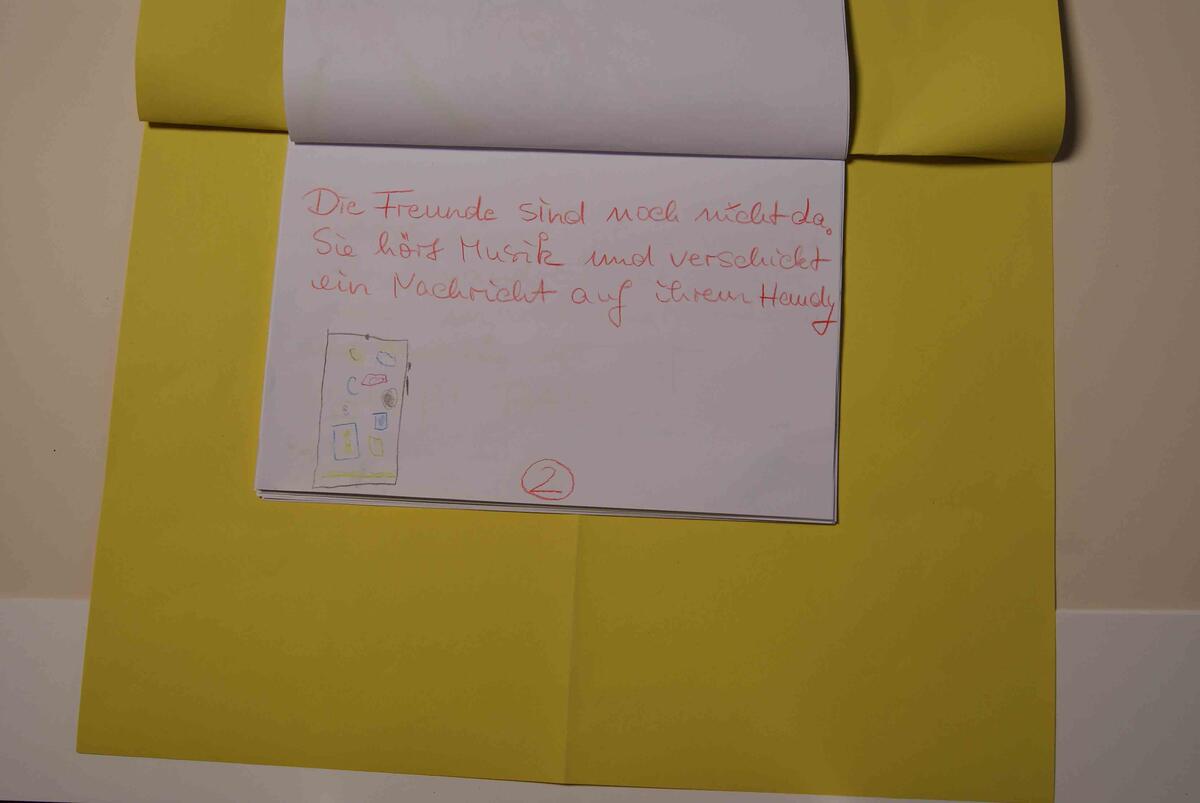 Die Freunde sind noch nicht da.
Sie hört Musik und verschickt
ein Nachricht auf ihrem Handy
2